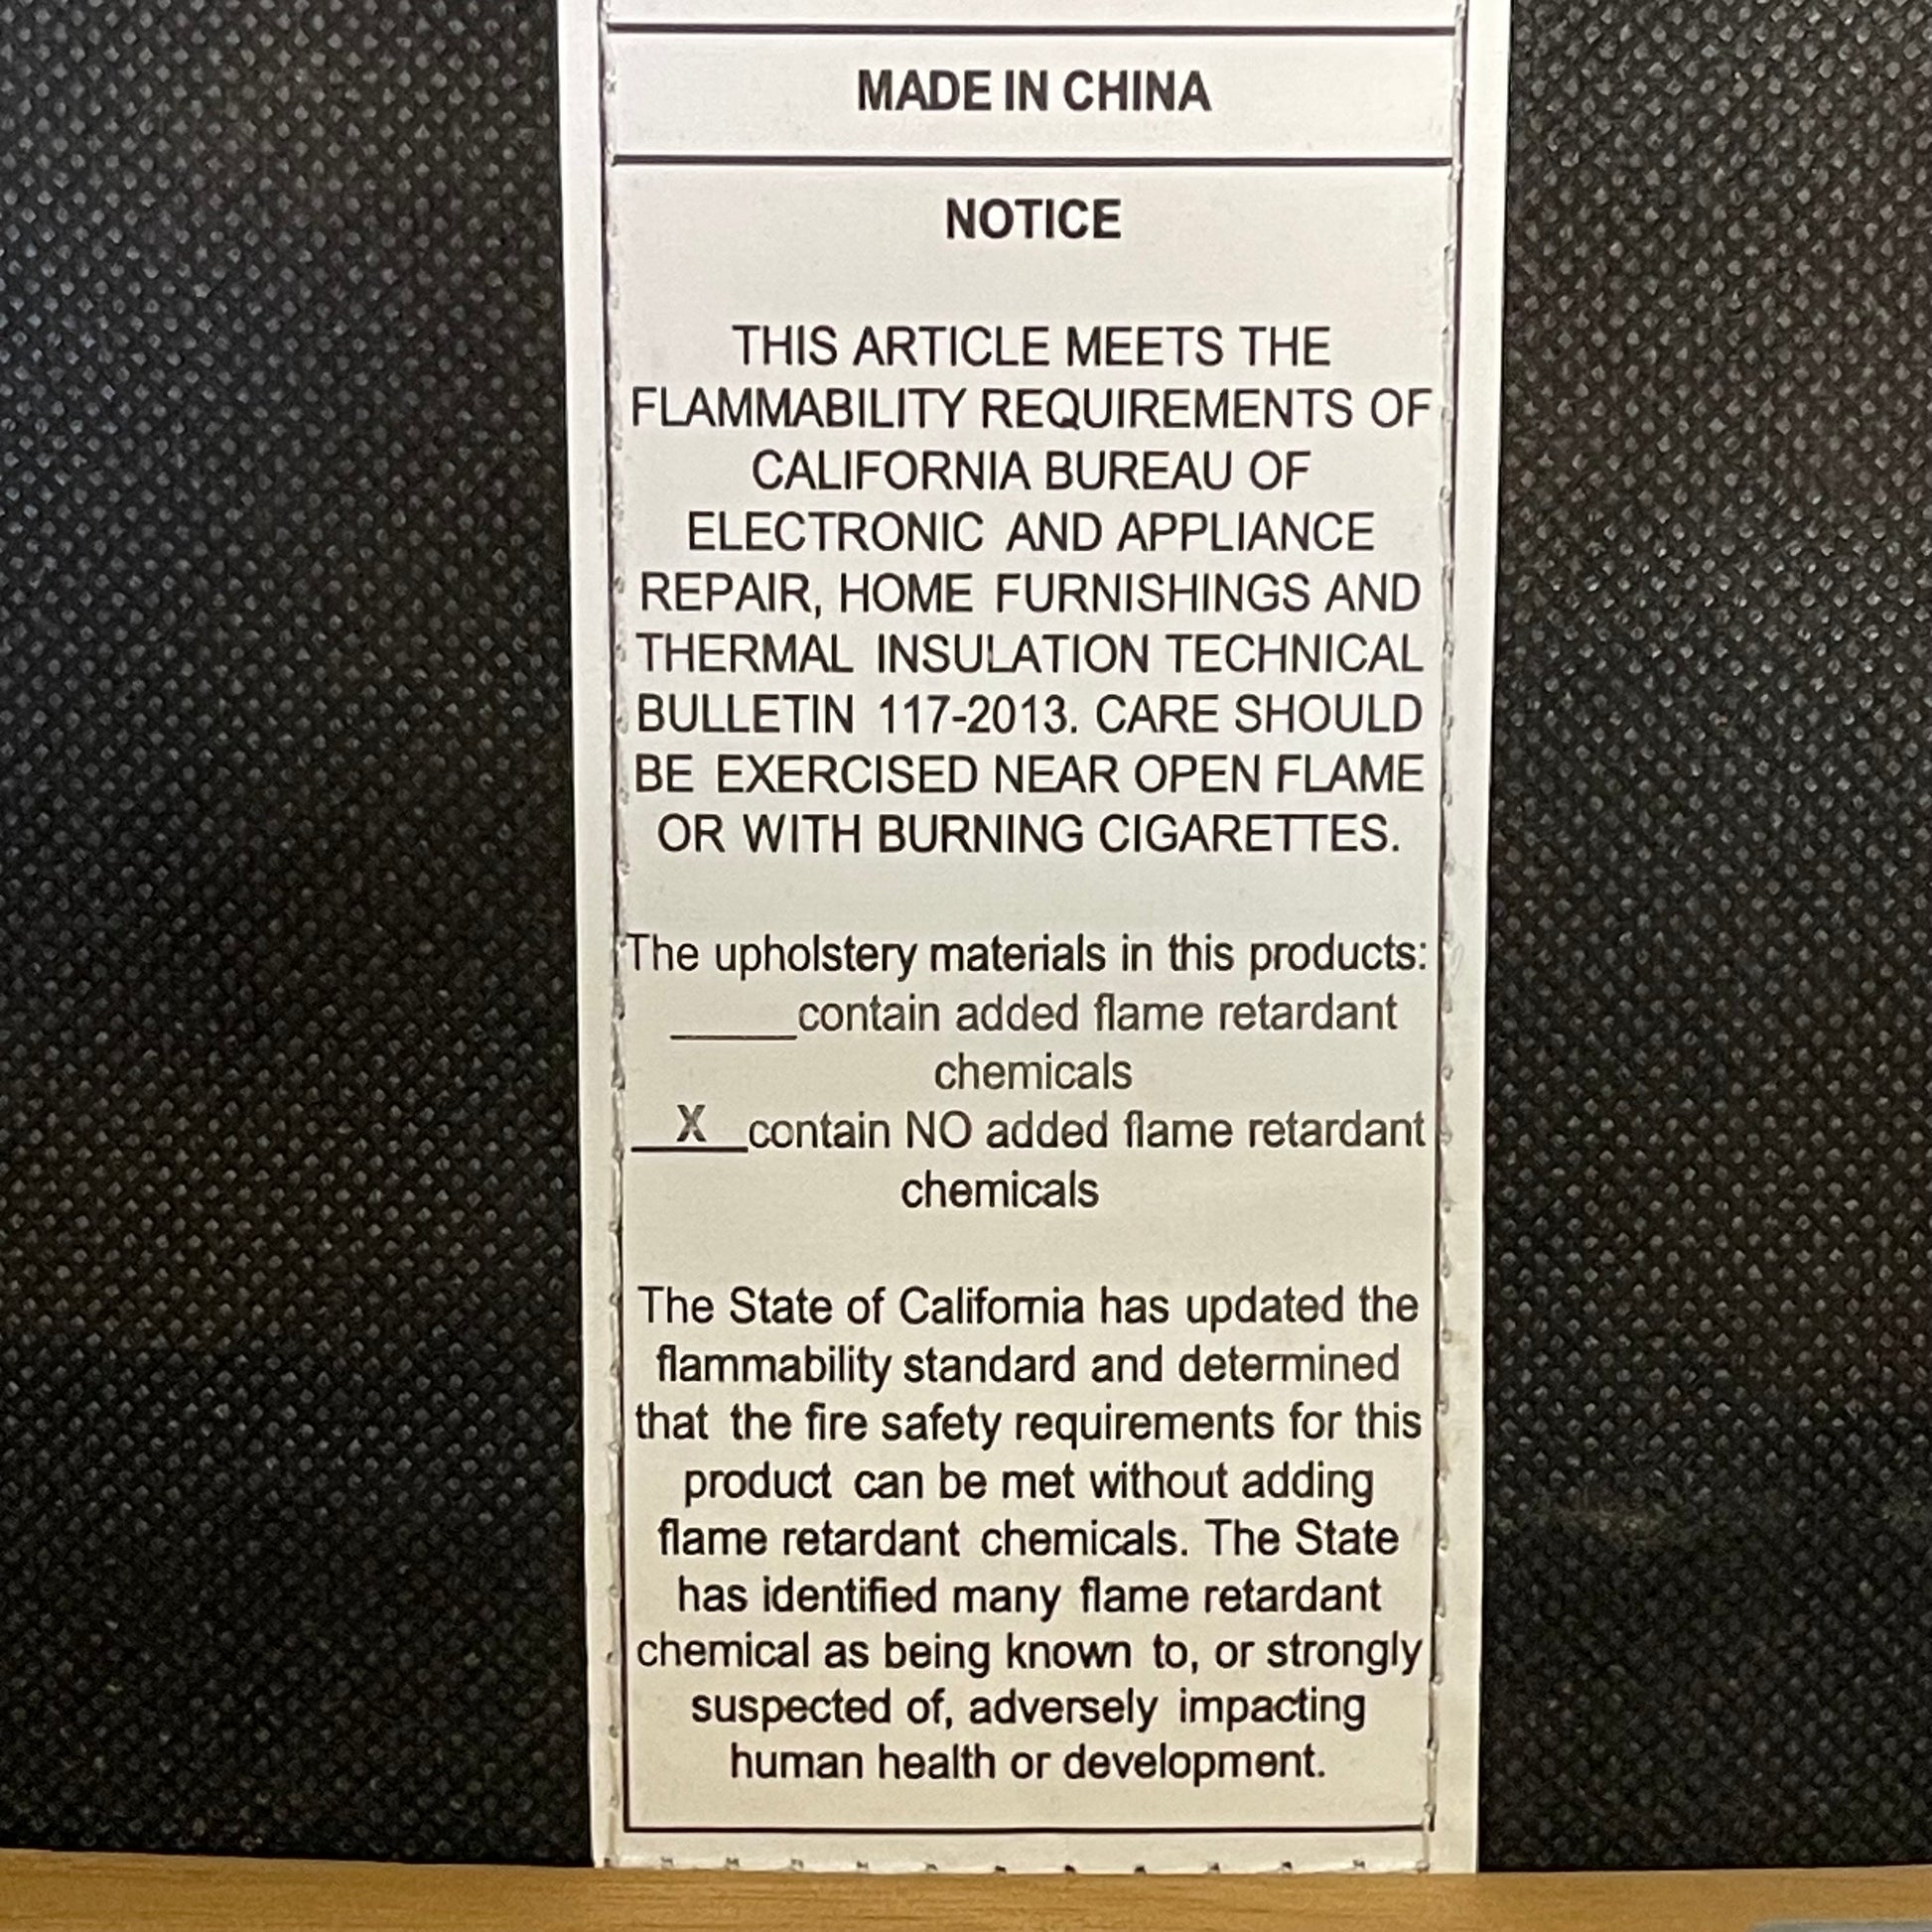 MADE IN CHINA
NOTICE
THIS ARTICLE MEETS THE
FLAMMABILITY REQUIREMENTS OF
CALIFORNIA BUREAU OF
ELECTRONIC AND APPLIANCE
REPAIR, HOME FURNISHINGS AND
THERMAL INSULATION TECHNICAL
BULLETIN 117-2013. CARE SHOULD
BE EXERCISED NEAR OPEN FLAME
OR WITH BURNING CIGARETTES.
The upholstery materials in this products:
_____contain added flame retardant
chemicals
__X__contain NO added flame retardant
chemicals
The State of California has updated the
flammability standard and determined
that the fire safety requirements for this
product can be met without adding
flame retardant chemicals. The State
has identified many flame retardant
chemical as being known to, or strongly
suspected of, adversely impacting
human health or development.